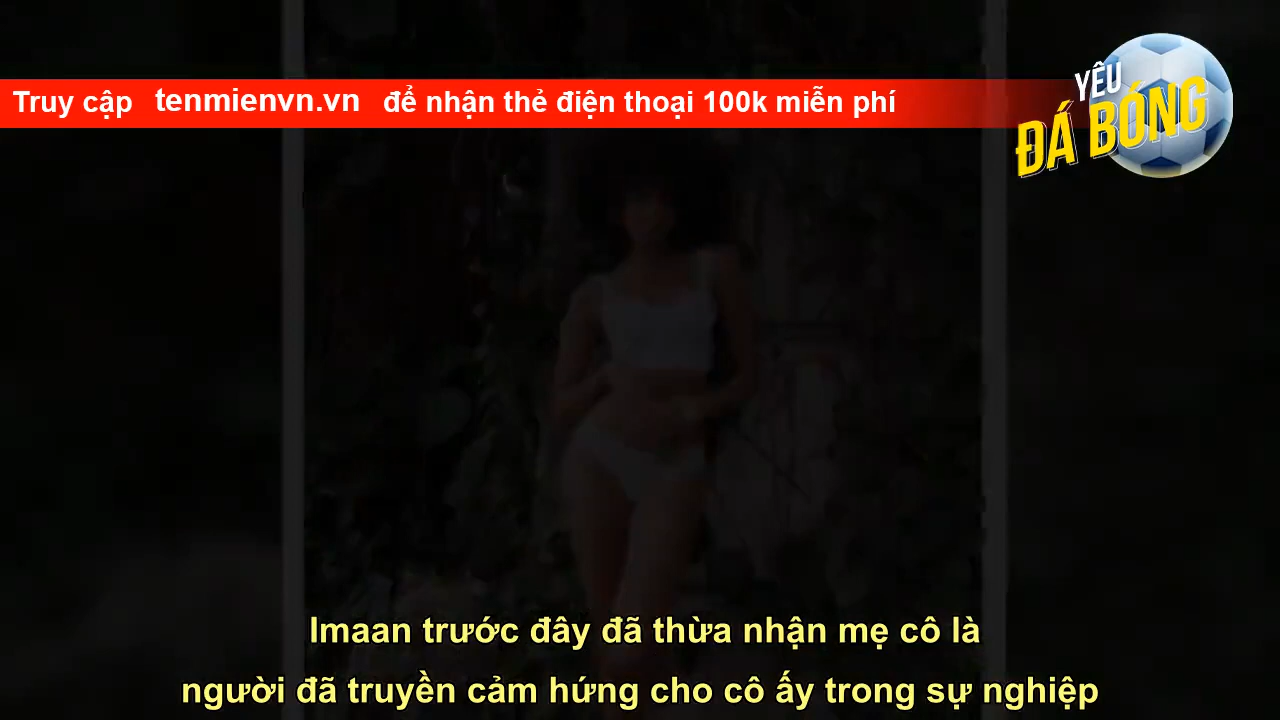 YÊU
ĐÁ BÓNG
Truy cập tenmienvn.vn để nhận thẻ điện thoại 100k miễn phí
Imaan trước đây đã thừa nhận mẹ cô là
người đã truyền cảm hứng cho cô ấy trong sự nghiệp